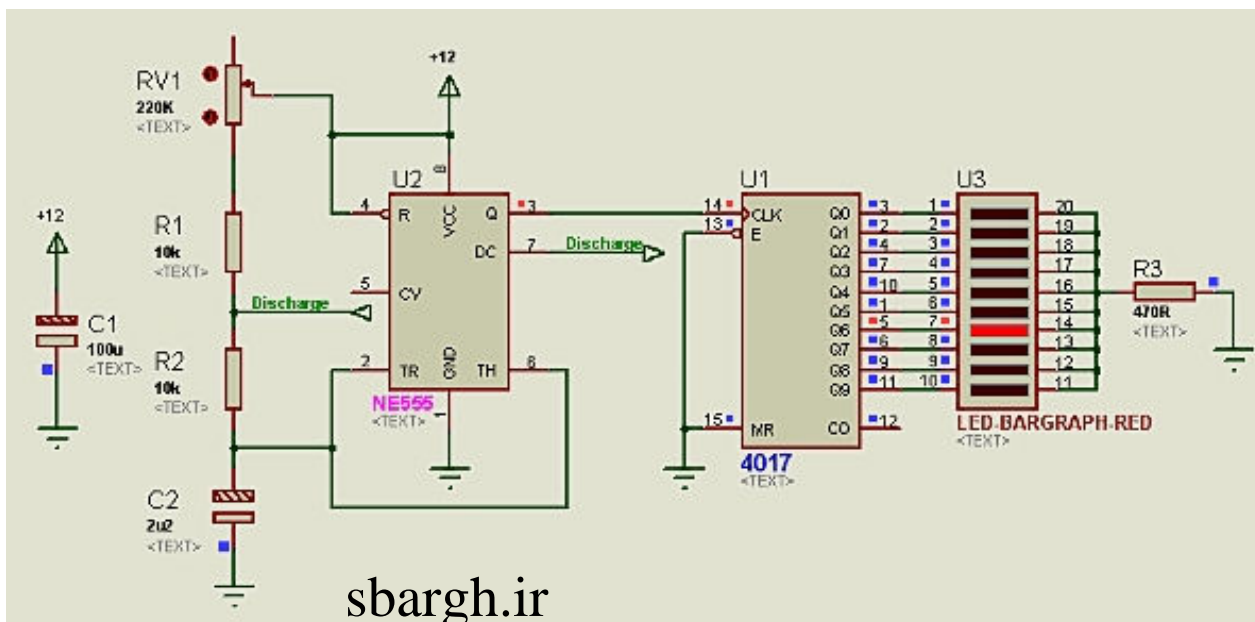 RV1
220K
<TEXT>
+12
R1
10k
<TEXT>
Discharge
R2
10k
<TEXT>
C2
2u2
<TEXT>
+12
C1
100u
<TEXT>
U2
4
R
5
CV
2
TR
8
VCC
GND
1
Q
3
DC
7
Discharge
TH
6
NE555
<TEXT>
U1
14
CLK
13
E
15
MR
Q0
3
Q1
2
Q2
4
Q3
7
Q4
10
Q5
1
Q6
5
Q7
6
Q8
9
Q9
11
CO
12
4017
<TEXT>
U3
1
20
2
19
3
18
4
17
5
16
6
15
7
14
8
13
9
12
10
11
LED-BARGRAPH-RED
<TEXT>
R3
470R
<TEXT>
sbargh.ir